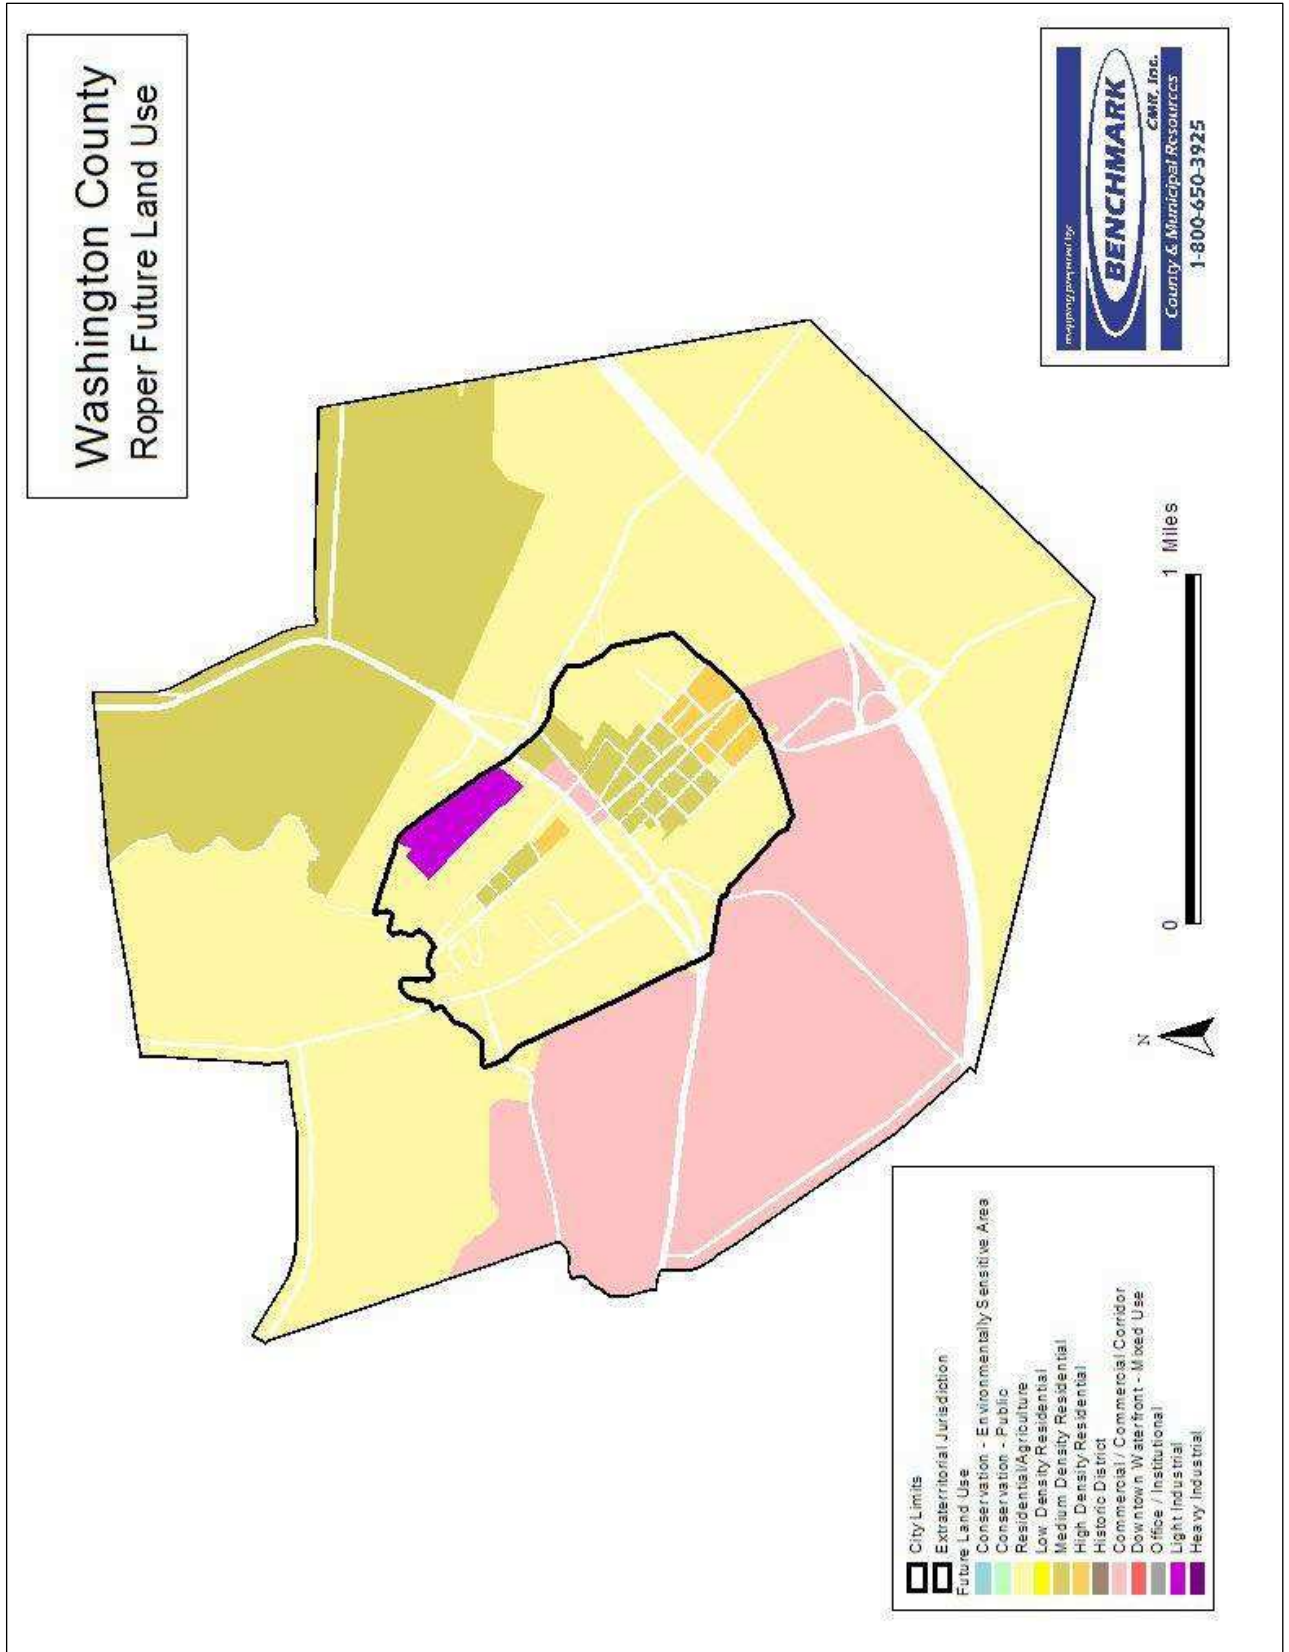 Washington County
Roper Future Land Use
mapping prepared by:
BENCHMARK
CMR, Inc.
County & Municipal Resources
1-800-650-3925
N
0
1 Miles
City Limits
Extraterritorial Jurisdiction
Future Land Use
Conservation - Environmentally Sensitive Area
Conservation - Public
Residential/Agriculture
Low Density Residential
Medium Density Residential
High Density Residential
Historic District
Commercial / Commercial Corridor
Downtown Waterfront - Mixed Use
Office / Institutional
Light Industrial
Heavy Industrial